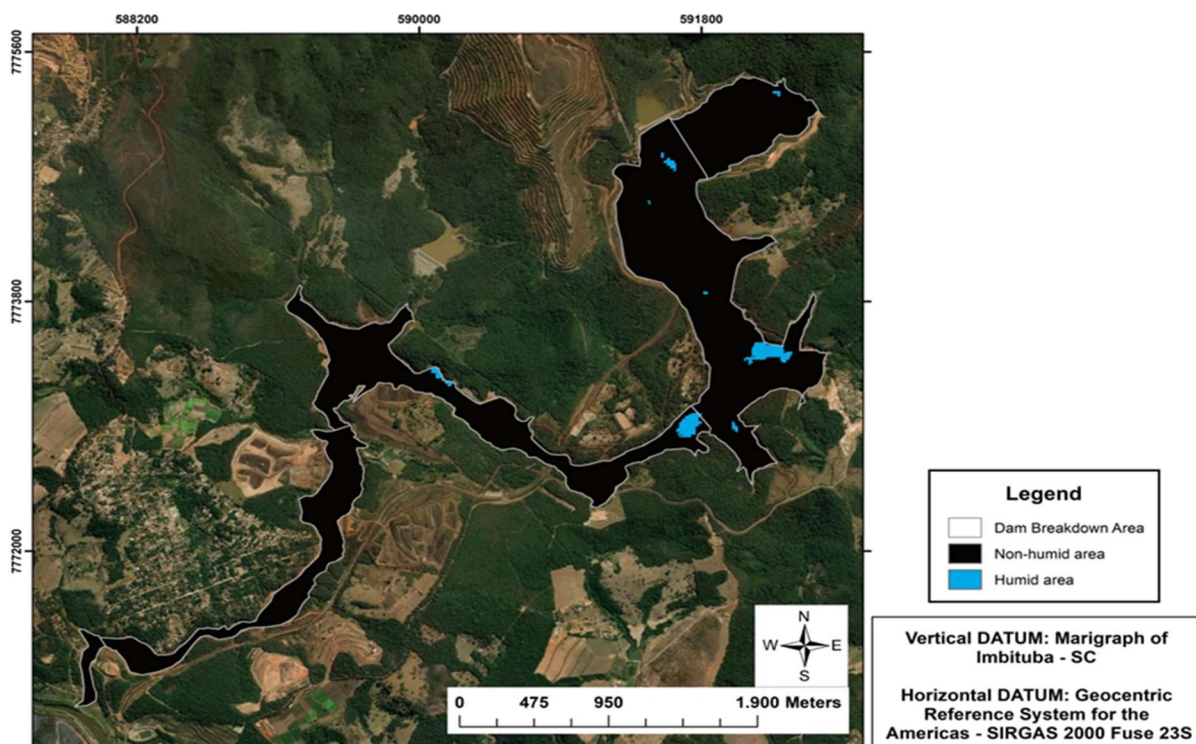 588200
590000
591800
7775600
7773800
7772000
Legend
Dam Breakdown Area
Non-humid area
Humid area
N
W E
S
0 475 950 1.900 Meters
Vertical DATUM: Marigraph of
Imbituba - SC
Horizontal DATUM: Geocentric
Reference System for the
Americas - SIRGAS 2000 Fuse 23S